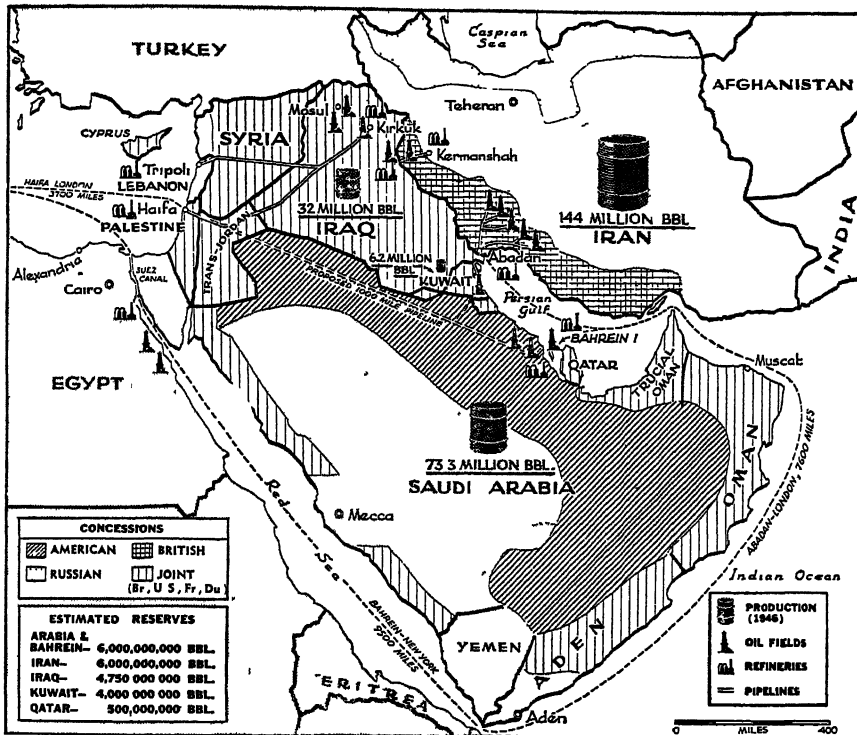 Caspian
Sea
TURKEY
AFGHANISTAN
Teheran
Mosul
Kirkuk
CYPRUS
SYRIA
Kermanshah
Tripoli
LEBANON
HAIFA LONDON
3700 MILES
32 MILLION BBL
IRAQ
144 MILLION BBL
IRAN
Haifa
PALESTINE
TRANS-JORDAN
INDIA
Abadan
6.2 MILLION
BBL
KUWAIT
Alexandria
SUEZ
CANAL
Cairo
PROPOSED 1000 MILE PIPELINE
Persian
Gulf
BAHREIN I
QATAR
TRUCIAL
OMAN
Muscat
EGYPT
73 3 MILLION BBL.
SAUDI ARABIA
OMAN
ABADAN-LONDON, 7600 MILES
Red Sea
Mecca
CONCESSIONS
AMERICAN
BRITISH
RUSSIAN
JOINT
(Br, U S, Fr, Du)
Indian Ocean
PRODUCTION
(1946)
OIL FIELDS
REFINERIES
PIPELINES
ESTIMATED RESERVES
ARABIA &
BAHREIN— 6,000,000,000 BBL.
IRAN— 6,000,000,000 BBL.
IRAQ— 4,750 000 000 BBL.
KUWAIT— 4,000 000 000 BBL.
QATAR— 500,000,000 BBL.
BAHREIN-NEW YORK
9500 MILES
YEMEN
ADEN
ERITREA
Adén
0 MILES 400